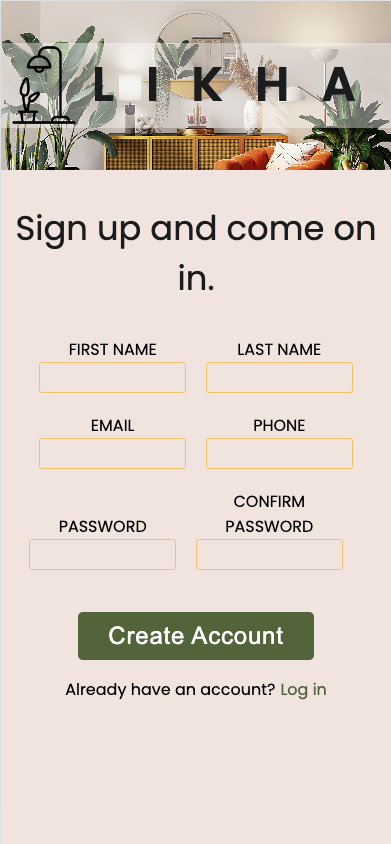 LIKHA
Sign up and come on
in.
FIRST NAME
LAST NAME
EMAIL
PHONE
PASSWORD
CONFIRM
PASSWORD
Create Account
Already have an account? Log in